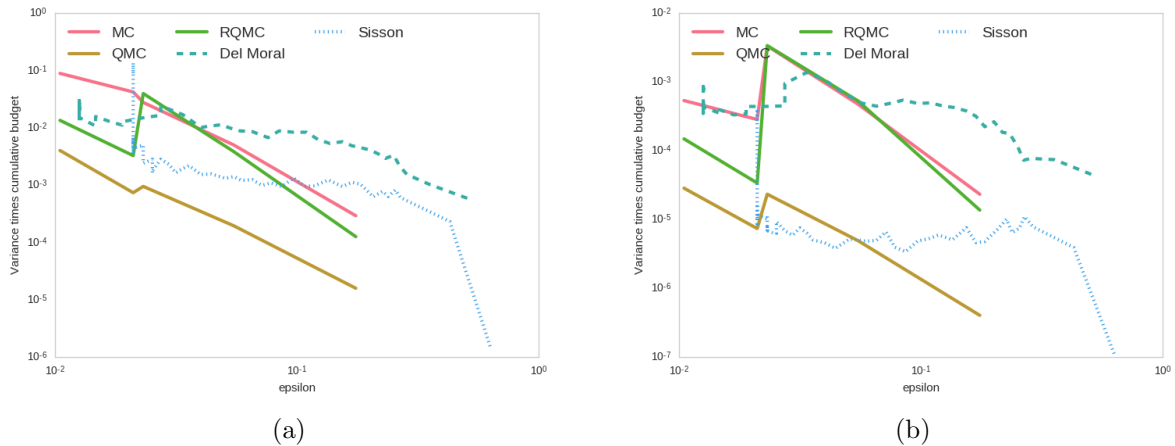 10^0
10^-1
10^-2
10^-3
10^-4
10^-5
10^-6
Variance times cumulative budget
MC
QMC
RQMC
Del Moral
Sisson
10^-2
10^-1
10^0
epsilon
(a)
10^-2
10^-3
10^-4
10^-5
10^-6
10^-7
Variance times cumulative budget
MC
QMC
RQMC
Del Moral
Sisson
10^-2
10^-1
10^0
epsilon
(b)